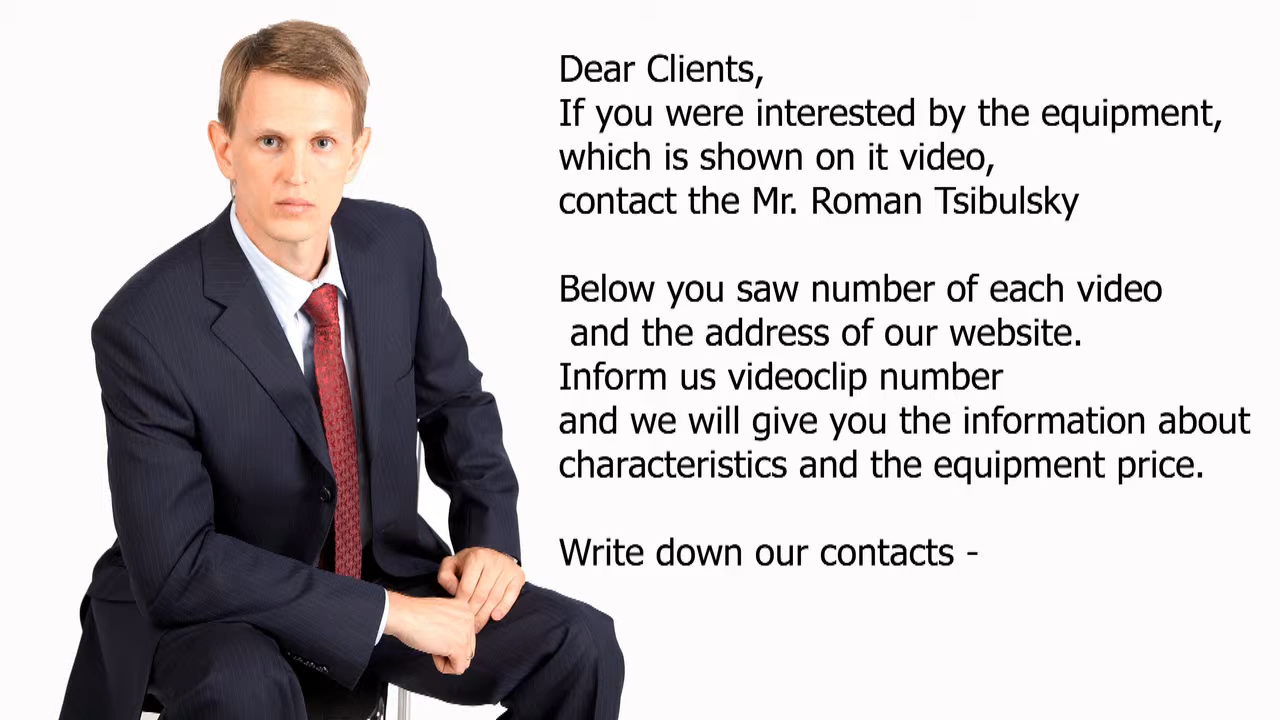 Dear Clients,
If you were interested by the equipment,
which is shown on it video,
contact the Mr. Roman Tsibulsky
Below you saw number of each video
and the address of our website.
Inform us videoclip number
and we will give you the information about
characteristics and the equipment price.
Write down our contacts -